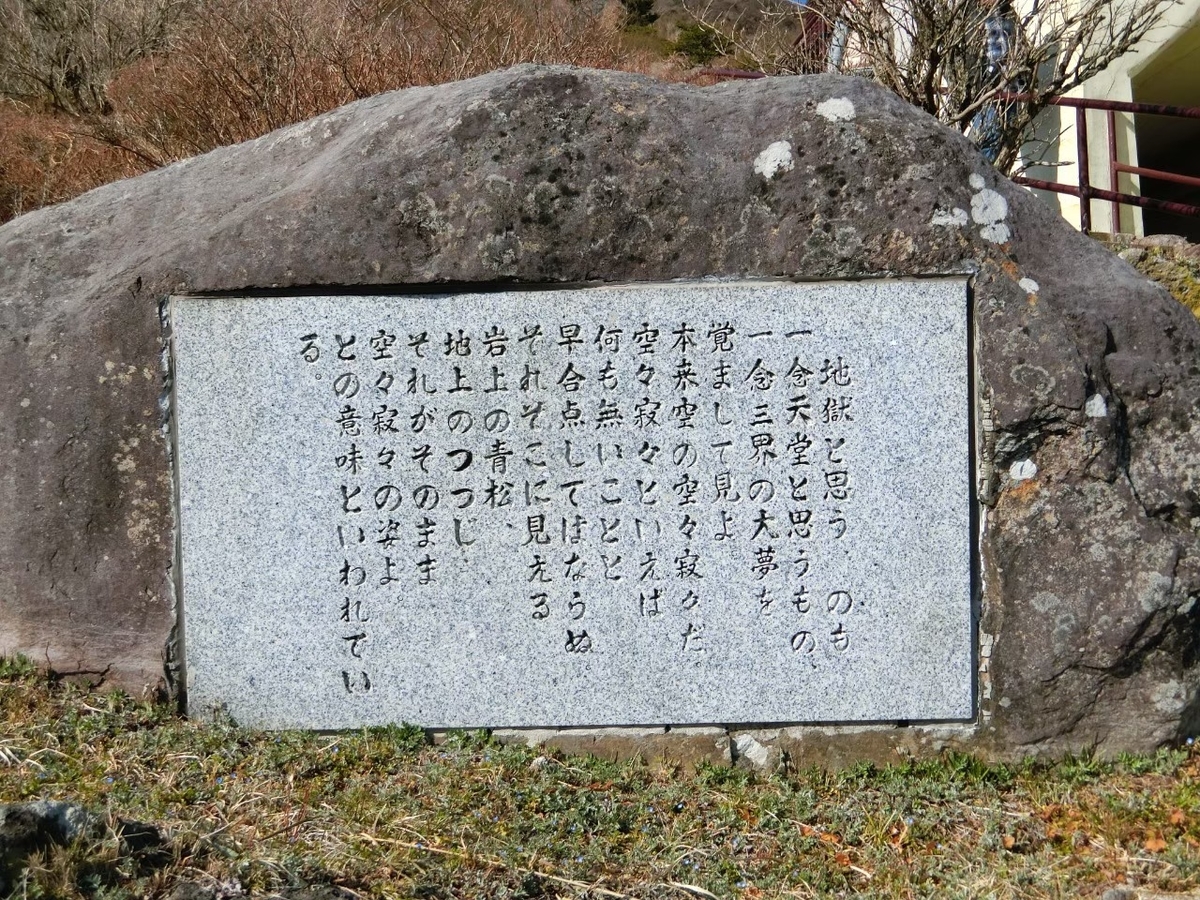 地獄と思う、のも
一念天堂と思うもの、
一念三界の大夢を
覚まして見よ
本来空の空々寂々だ。
空々寂々といえば
何も無いことと
早合点してはならぬ。
それそこに見える
岩上の青松、
地上のつつじ、
それがそのまま
空々寂々の姿よ。
との意味といわれてい
る。